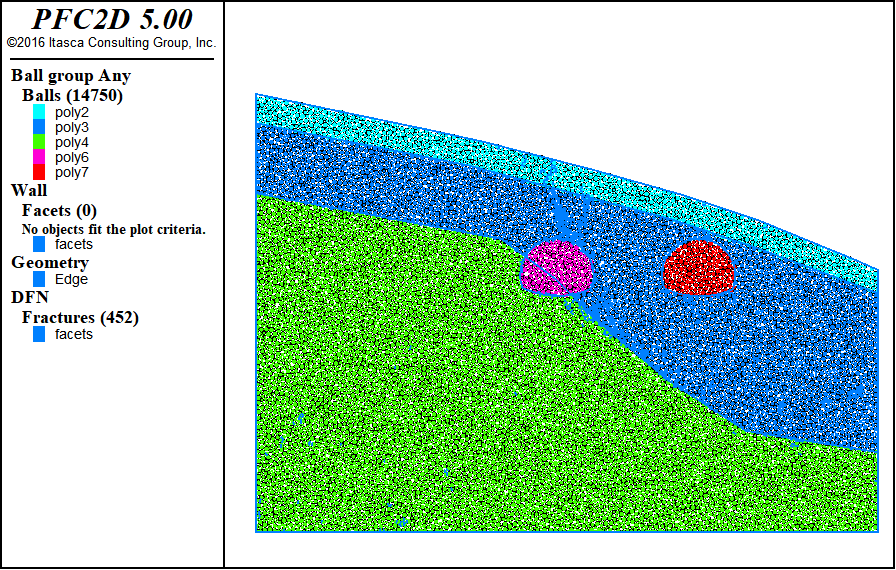 PFC2D 5.00
©2016 Itasca Consulting Group, Inc.
Ball group Any
Balls (14750)
poly2
poly3
poly4
poly6
poly7
Wall
Facets (0)
No objects fit the plot criteria.
facets
Geometry
Edge
DFN
Fractures (452)
facets